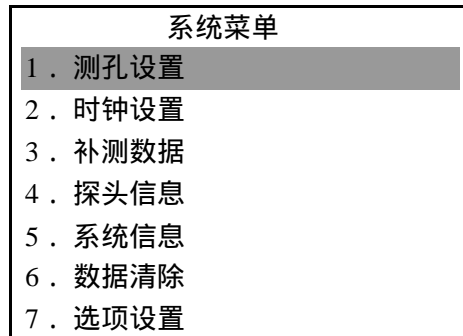 系统菜单
1．测孔设置
2．时钟设置
3．补测数据
4．探头信息
5．系统信息
6．数据清除
7．选项设置